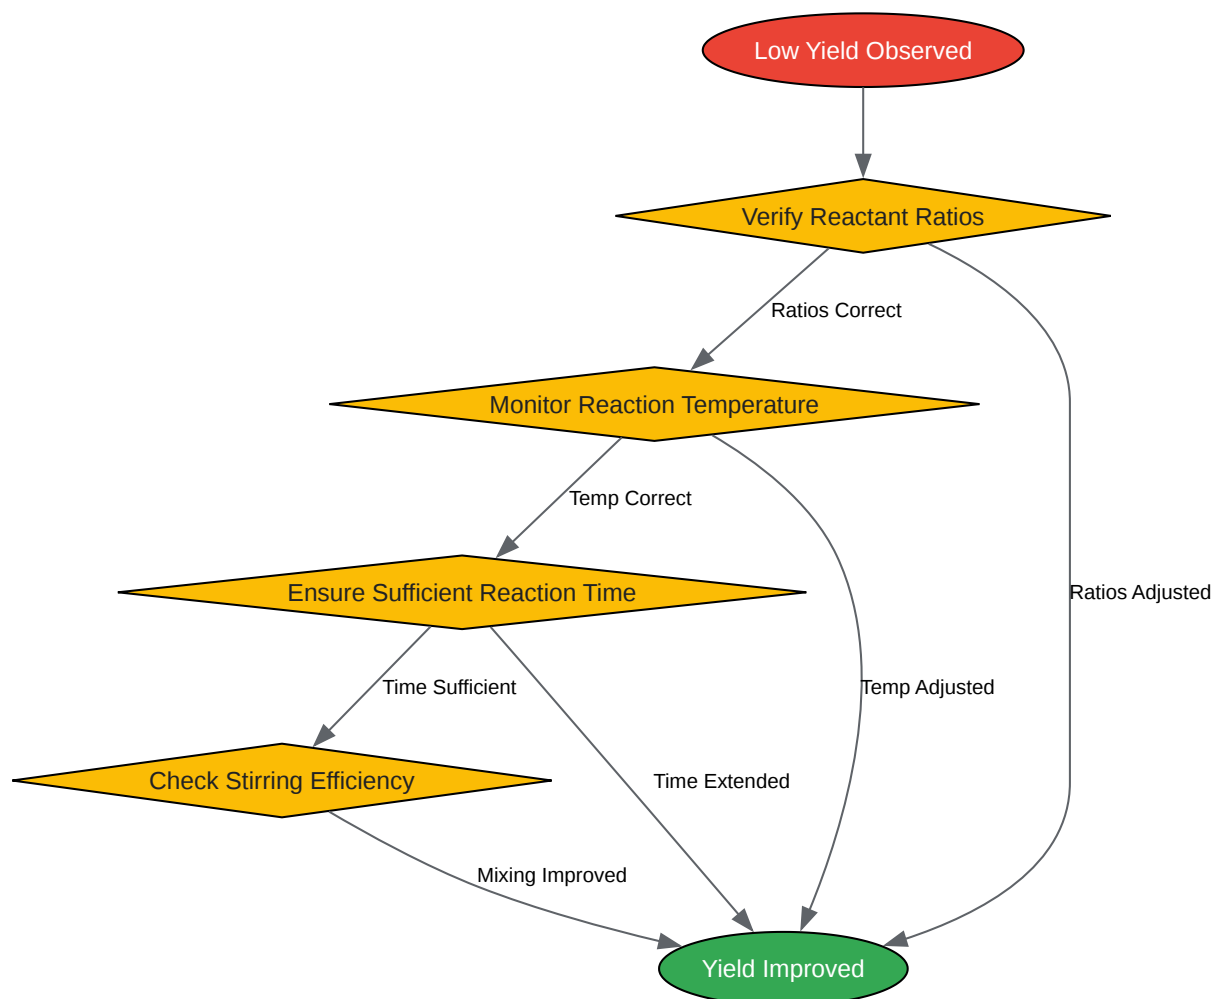 Low Yield Observed
Verify Reactant Ratios
Ratios Correct
Monitor Reaction Temperature
Temp Correct
Ensure Sufficient Reaction Time
Ratios Adjusted
Time Sufficient
Temp Adjusted
Check Stirring Efficiency
Time Extended
Mixing Improved
Yield Improved